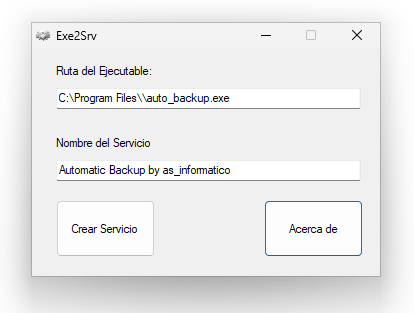 Exe2Srv
Ruta del Ejecutable:
C:\Program Files\\auto_backup.exe
Nombre del Servicio
Automatic Backup by as_informatico
Crear Servicio
Acerca de